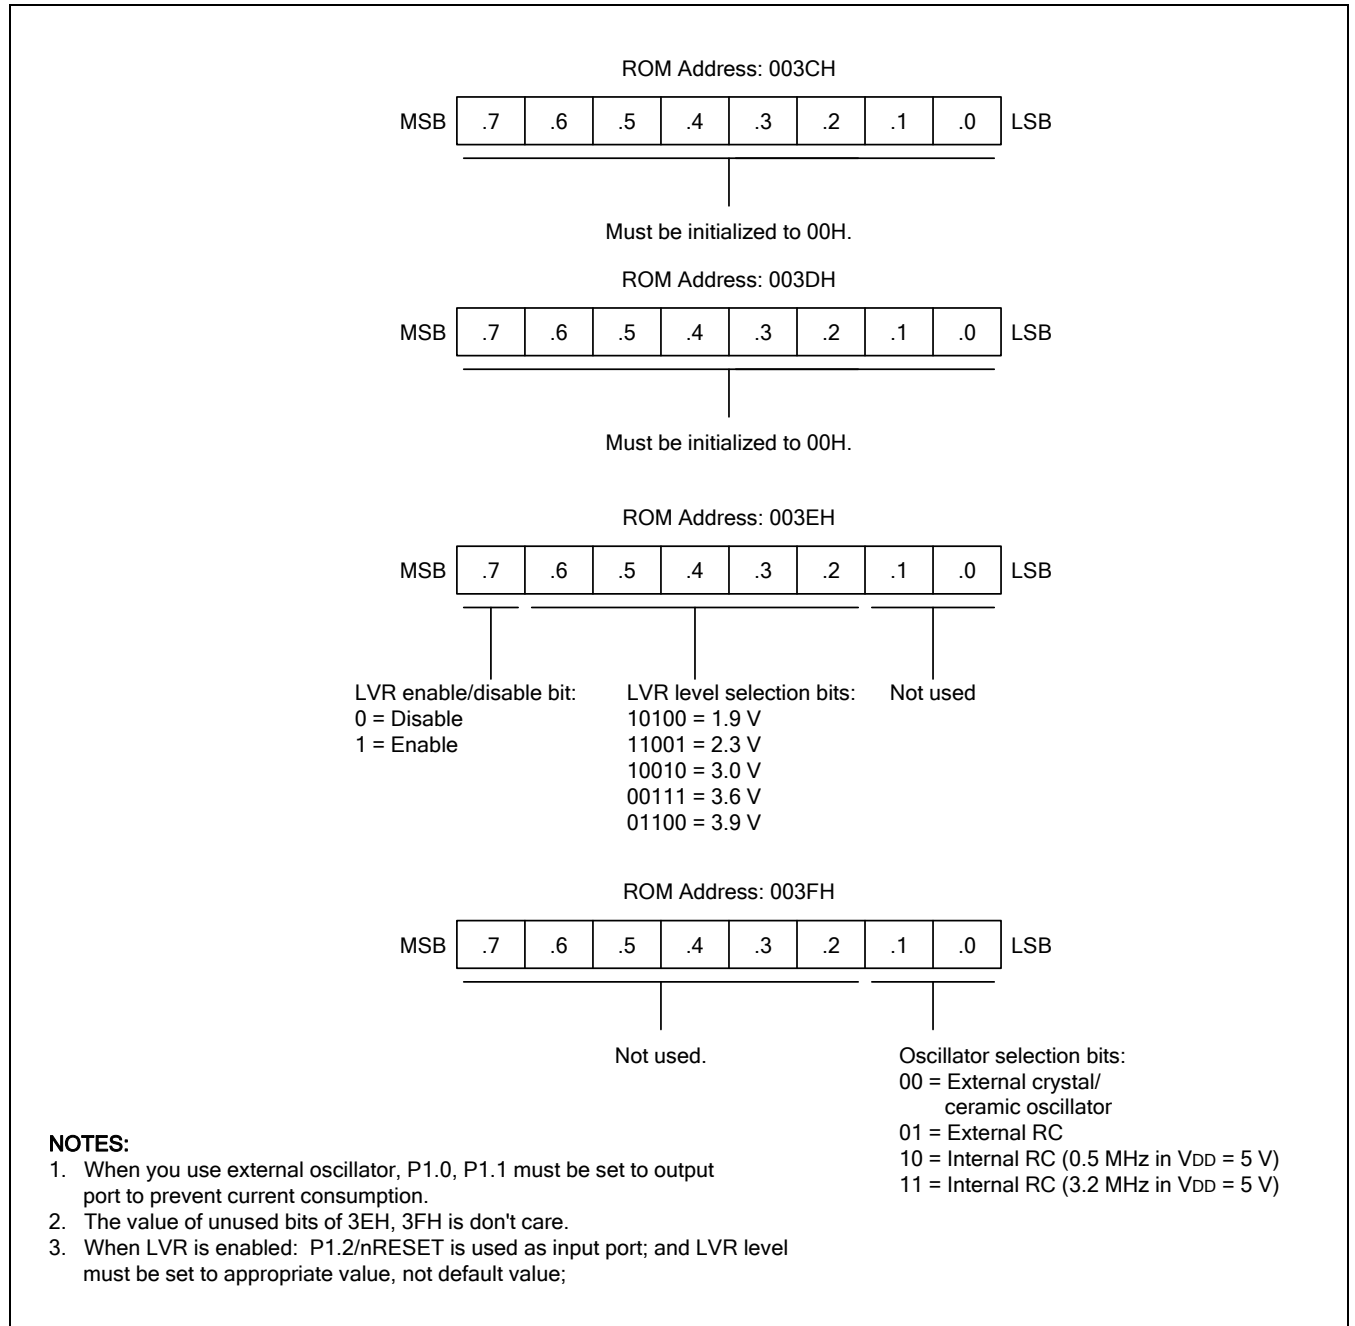 ROM Address: 003CH
MSB .7 .6 .5 .4 .3 .2 .1 .0 LSB
Must be initialized to 00H.
ROM Address: 003DH
MSB .7 .6 .5 .4 .3 .2 .1 .0 LSB
Must be initialized to 00H.
ROM Address: 003EH
MSB .7 .6 .5 .4 .3 .2 .1 .0 LSB
LVR enable/disable bit:
0 = Disable
1 = Enable
LVR level selection bits:
10100 = 1.9 V
11001 = 2.3 V
10010 = 3.0 V
00111 = 3.6 V
01100 = 3.9 V
Not used
ROM Address: 003FH
MSB .7 .6 .5 .4 .3 .2 .1 .0 LSB
Not used.
Oscillator selection bits:
00 = External crystal/
ceramic oscillator
01 = External RC
10 = Internal RC (0.5 MHz in VDD = 5 V)
11 = Internal RC (3.2 MHz in VDD = 5 V)
NOTES:
1. When you use external oscillator, P1.0, P1.1 must be set to output
port to prevent current consumption.
2. The value of unused bits of 3EH, 3FH is don't care.
3. When LVR is enabled: P1.2/nRESET is used as input port; and LVR level
must be set to appropriate value, not default value;